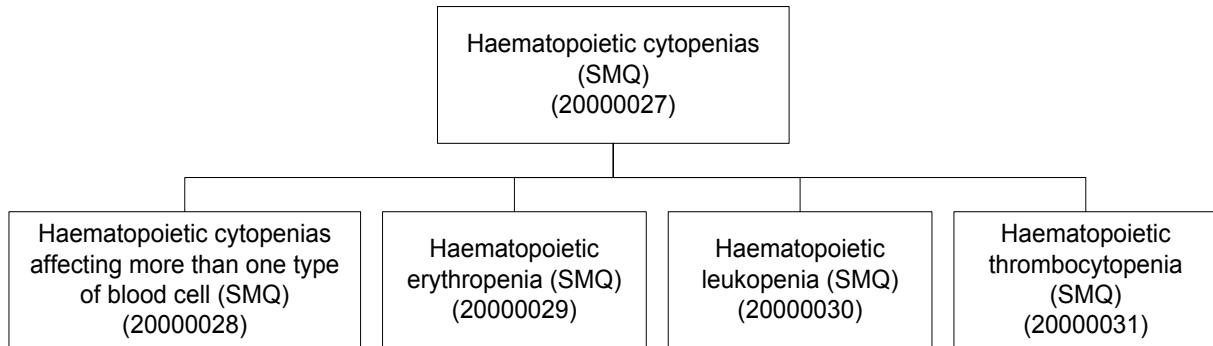 Haematopoietic cytopenias
(SMQ)
(20000027)
Haematopoietic cytopenias
affecting more than one type
of blood cell (SMQ)
(20000028)
Haematopoietic
erythropenia (SMQ)
(20000029)
Haematopoietic
leukopenia (SMQ)
(20000030)
Haematopoietic
thrombocytopenia
(SMQ)
(20000031)